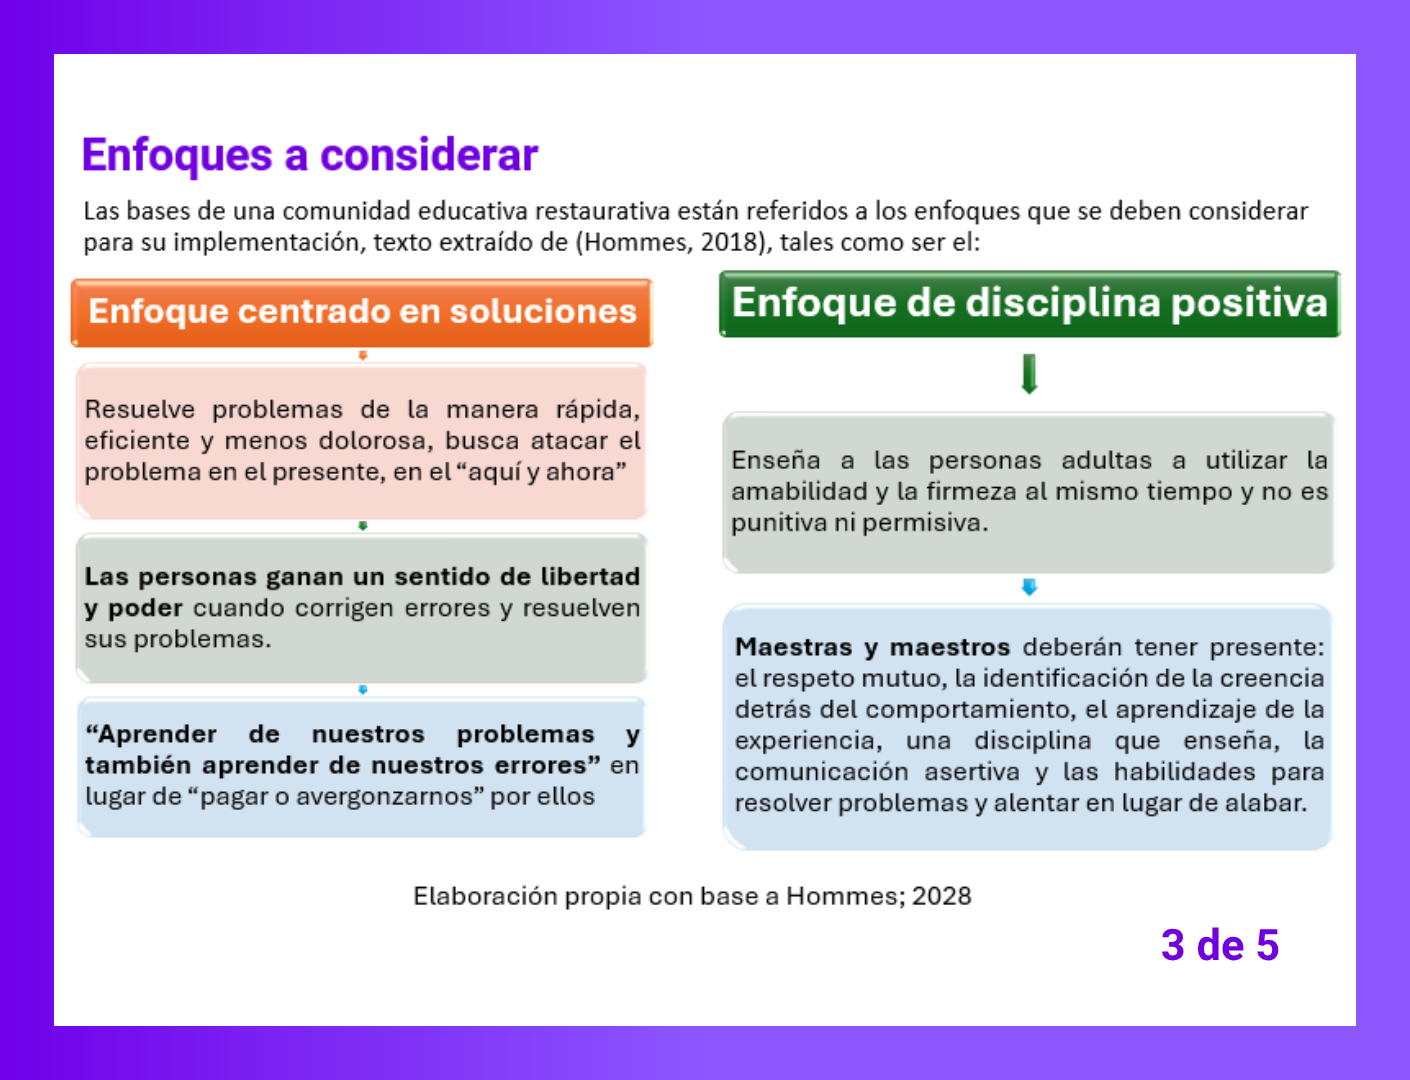 Enfoques a considerar
Las bases de una comunidad educativa restaurativa están referidos a los enfoques que se deben considerar
para su implementación, texto extraído de (Hommes, 2018), tales como ser el:
Enfoque centrado en soluciones
Resuelve problemas de la manera rápida,
eficiente y menos dolorosa, busca atacar el
problema en el presente, en el “aquí y ahora”
Las personas ganan un sentido de libertad
y poder cuando corrigen errores y resuelven
sus problemas.
“Aprender de nuestros problemas y
también aprender de nuestros errores” en
lugar de “pagar o avergonzarnos” por ellos
Enfoque de disciplina positiva
Enseña a las personas adultas a utilizar la
amabilidad y la firmeza al mismo tiempo y no es
punitiva ni permisiva.
Maestras y maestros deberán tener presente:
el respeto mutuo, la identificación de la creencia
detrás del comportamiento, el aprendizaje de la
experiencia, una disciplina que enseña, la
comunicación asertiva y las habilidades para
resolver problemas y alentar en lugar de alabar.
Elaboración propia con base a Hommes; 2028
3 de 5